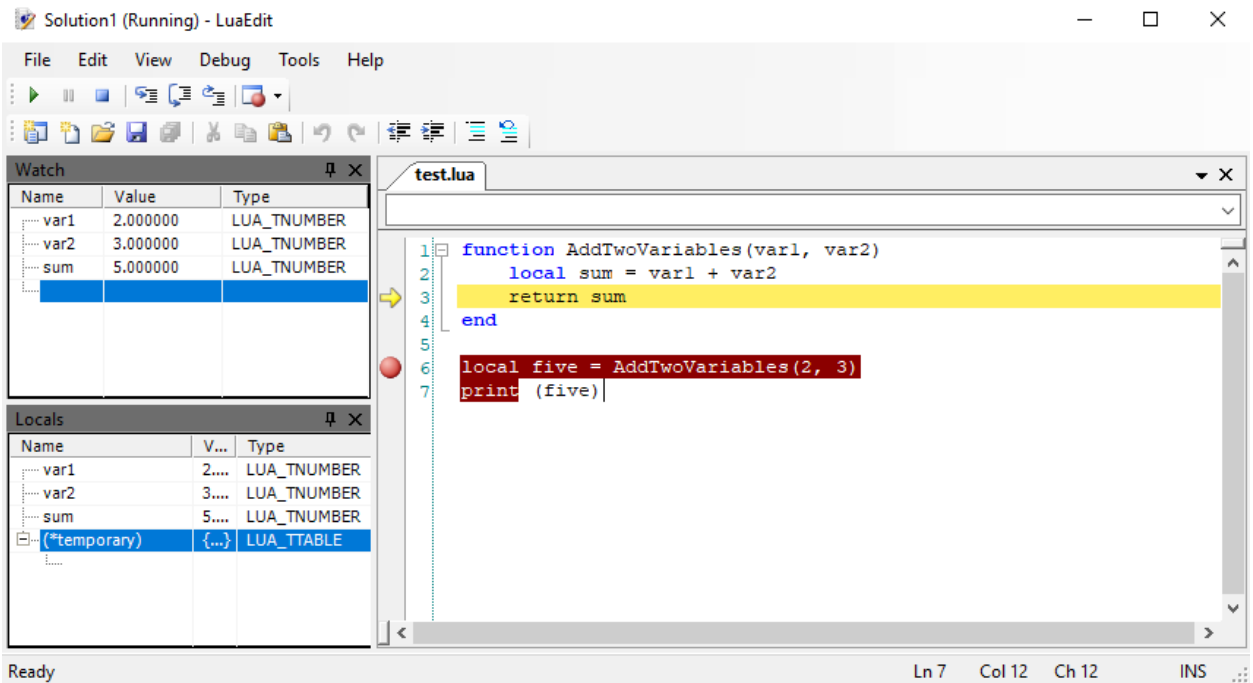 Solution1 (Running) - LuaEdit
File Edit View Debug Tools Help
Watch
Name Value Type
var1 2.000000 LUA_TNUMBER
var2 3.000000 LUA_TNUMBER
sum 5.000000 LUA_TNUMBER
Locals
Name V... Type
var1 2.... LUA_TNUMBER
var2 3.... LUA_TNUMBER
sum 5.... LUA_TNUMBER
(*temporary) {...} LUA_TTABLE
test.lua
1 function AddTwoVariables(var1, var2)
2 local sum = var1 + var2
3 return sum
4 end
5
6 local five = AddTwoVariables(2, 3)
7 print (five)
Ready Ln 7 Col 12 Ch 12 INS